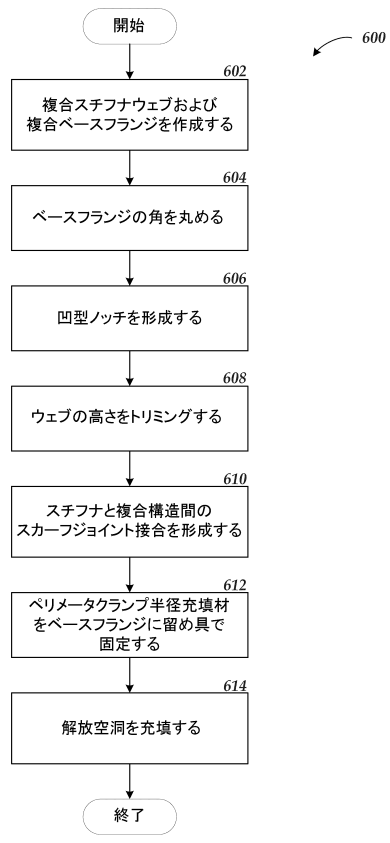 開始
600
602
複合スチフナウェブおよび
複合ベースフランジを作成する
604
ベースフランジの角を丸める
606
凹型ノッチを形成する
608
ウェブの高さをトリミングする
610
スチフナと複合構造間の
スカーフジョイント接合を形成する
612
ペリメータクランプ半径充填材
をベースフランジに留め具で
固定する
614
解放空洞を充填する
終了